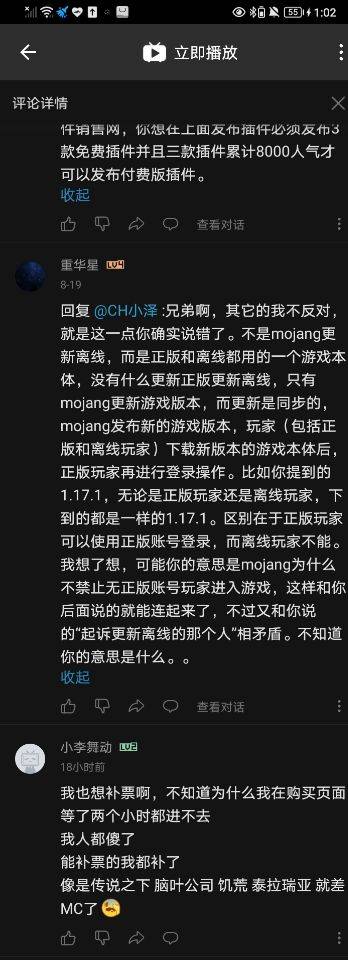 55
1:02
立即播放
评论详情
件销售网，你想在上面发布插件必须发布3
款免费插件并且三款插件累计8000人气才
可以发布付费版插件。
收起
查看对话
重华星 LV4
8-19
回复 @CH小泽 :兄弟啊，其它的我不反对，
就是这一点你确实说错了。不是mojang更
新离线，而是正版和离线都用的一个游戏本
体，没有什么更新正版更新离线，只有
mojang更新游戏版本，而更新是同步的，
mojang发布新的游戏版本，玩家（包括正
版和离线玩家）下载新版本的游戏本体后，
正版玩家再进行登录操作。比如你提到的
1.17.1，无论是正版玩家还是离线玩家，下
到的都是一样的1.17.1。区别在于正版玩家
可以使用正版账号登录，而离线玩家不能。
我想了想，可能你的意思是mojang为什么
不禁止无正版账号玩家进入游戏，这样和你
后面说的就能连起来了，不过又和你说
的“起诉更新离线的那个人”相矛盾。不知道
你的意思是什么。。
收起
查看对话
小李舞动 LV2
18小时前
我也想补票啊，不知道为什么我在购买页面
等了两个小时都进不去
我人都傻了
能补票的我都补了
像是传说之下 脑叶公司 饥荒 泰拉瑞亚 就差
MC了